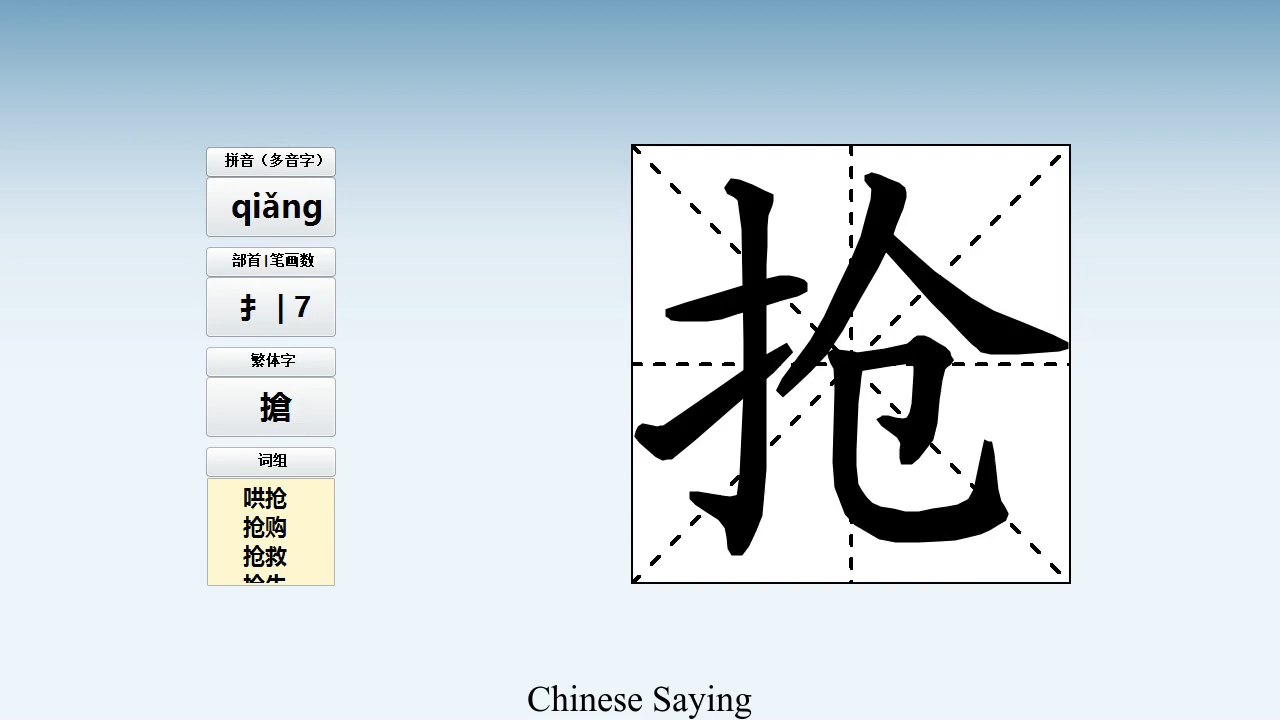 拼音（多音字）
qiǎng
部首|笔画数
扌 | 7
繁体字
搶
词组
哄抢
抢购
抢救
抢
Chinese Saying